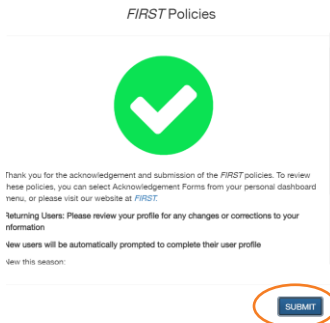 FIRST Policies
Thank you for the acknowledgement and submission of the FIRST policies. To review
these policies, you can select Acknowledgement Forms from your personal dashboard
menu, or please visit our website at FIRST.
Returning Users: Please review your profile for any changes or corrections to your
information
New users will be automatically prompted to complete their user profile
New this season:
SUBMIT